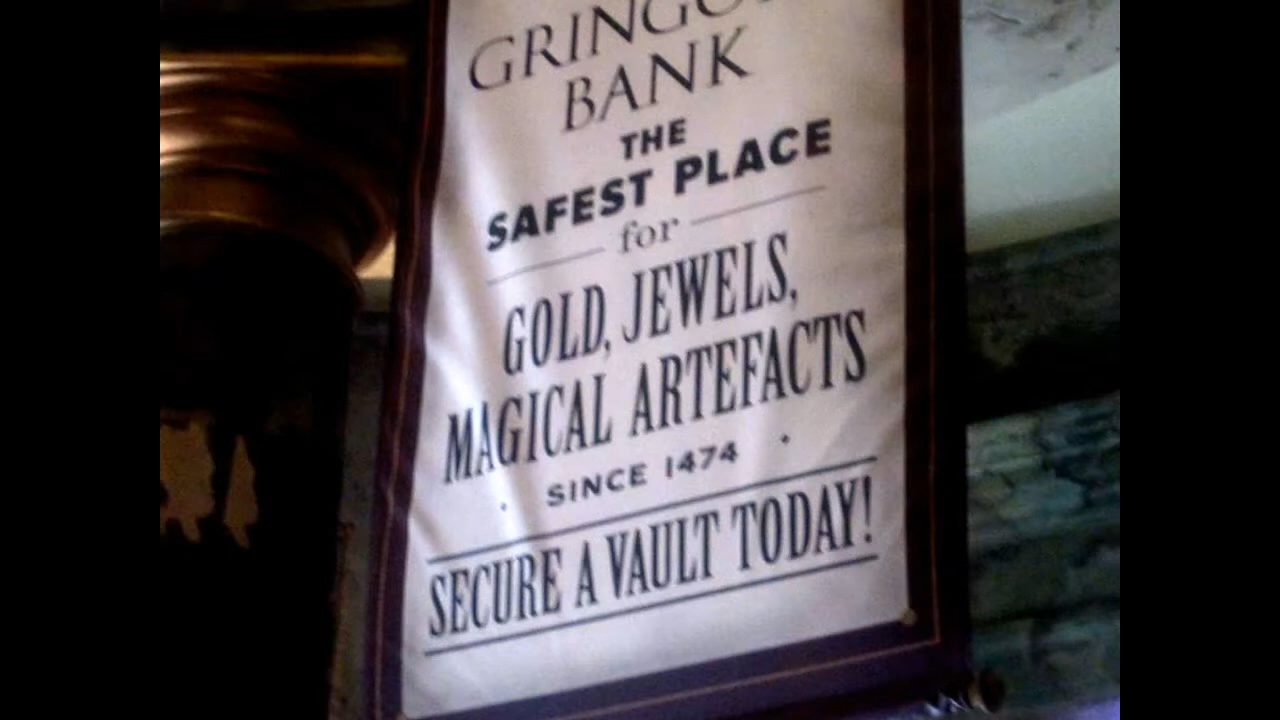 GRINGO
BANK
THE
SAFEST PLACE
for
GOLD, JEWELS,
MAGICAL ARTEFACTS
SINCE 1474
SECURE A VAULT TODAY!